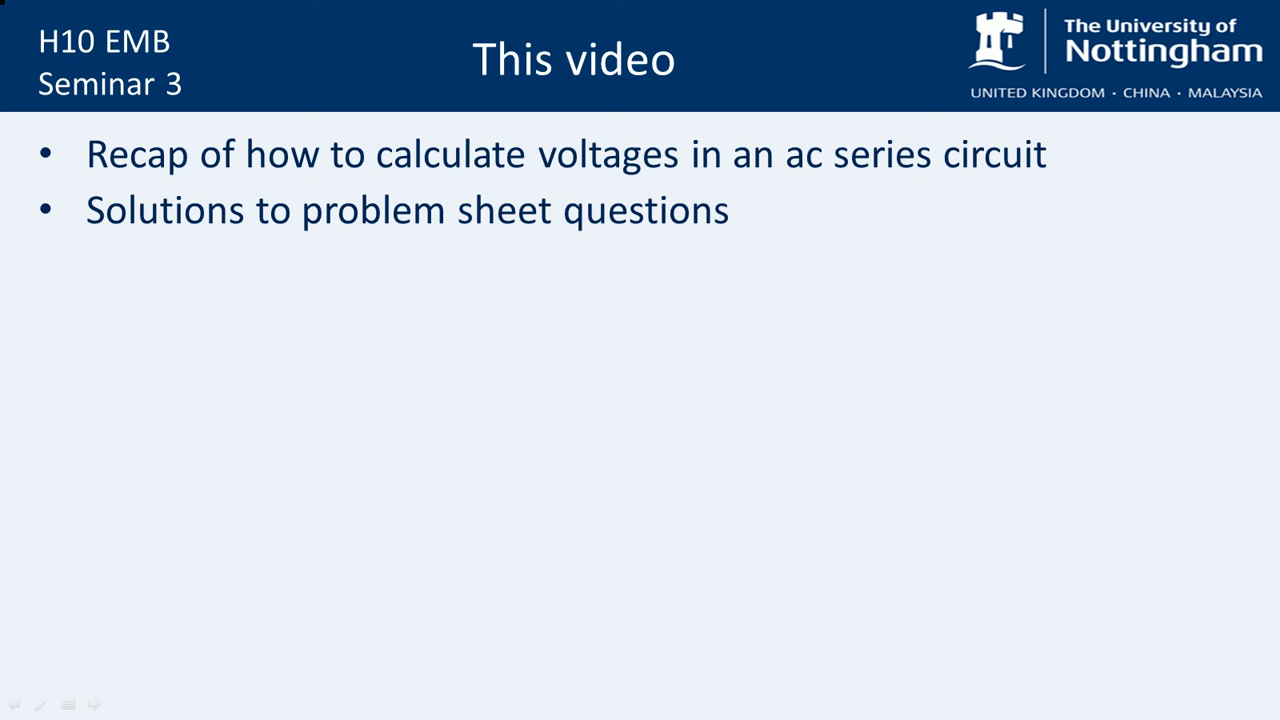 H10 EMB
Seminar 3
This video
The University of
Nottingham
UNITED KINGDOM · CHINA · MALAYSIA
• Recap of how to calculate voltages in an ac series circuit
• Solutions to problem sheet questions